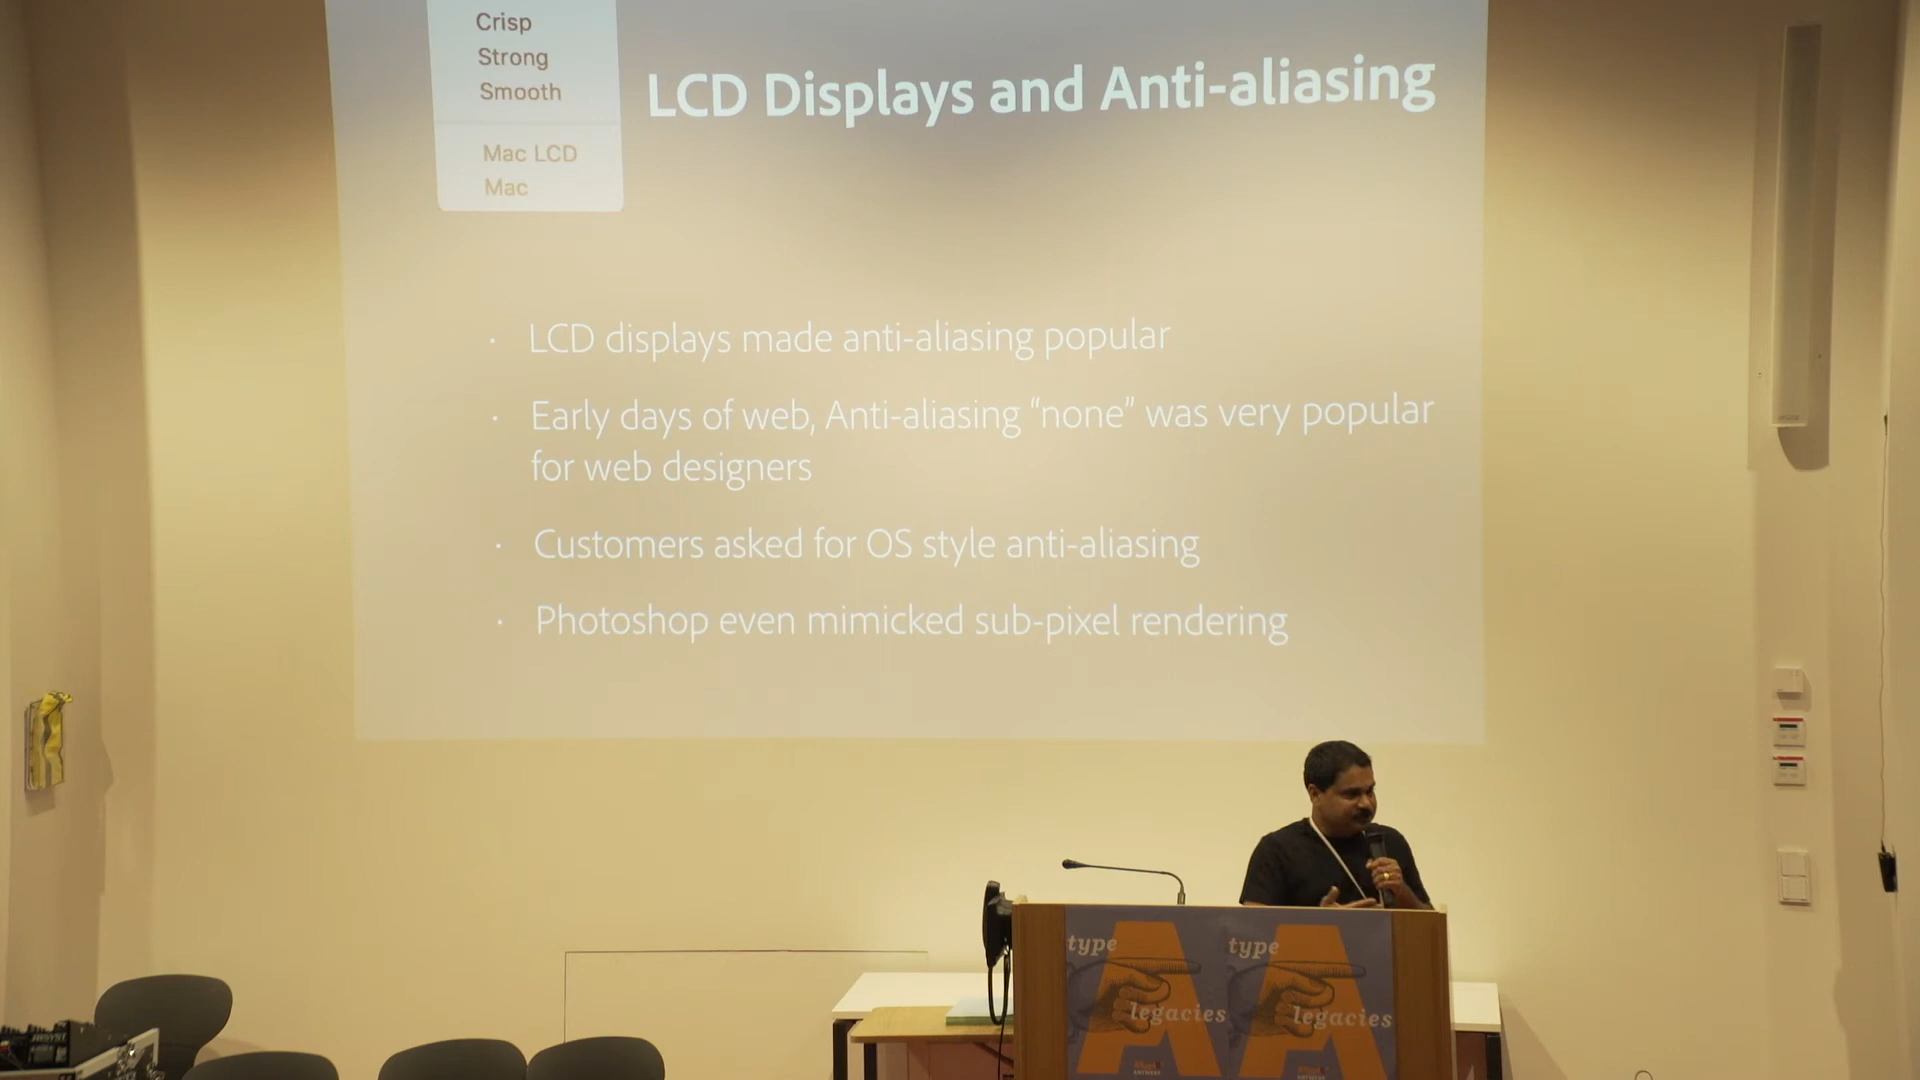 Crisp
Strong
Smooth
Mac LCD
Mac
LCD Displays and Anti-aliasing
· LCD displays made anti-aliasing popular
· Early days of web, Anti-aliasing “none” was very popular
for web designers
· Customers asked for OS style anti-aliasing
· Photoshop even mimicked sub-pixel rendering
type
legacies
type
legacies